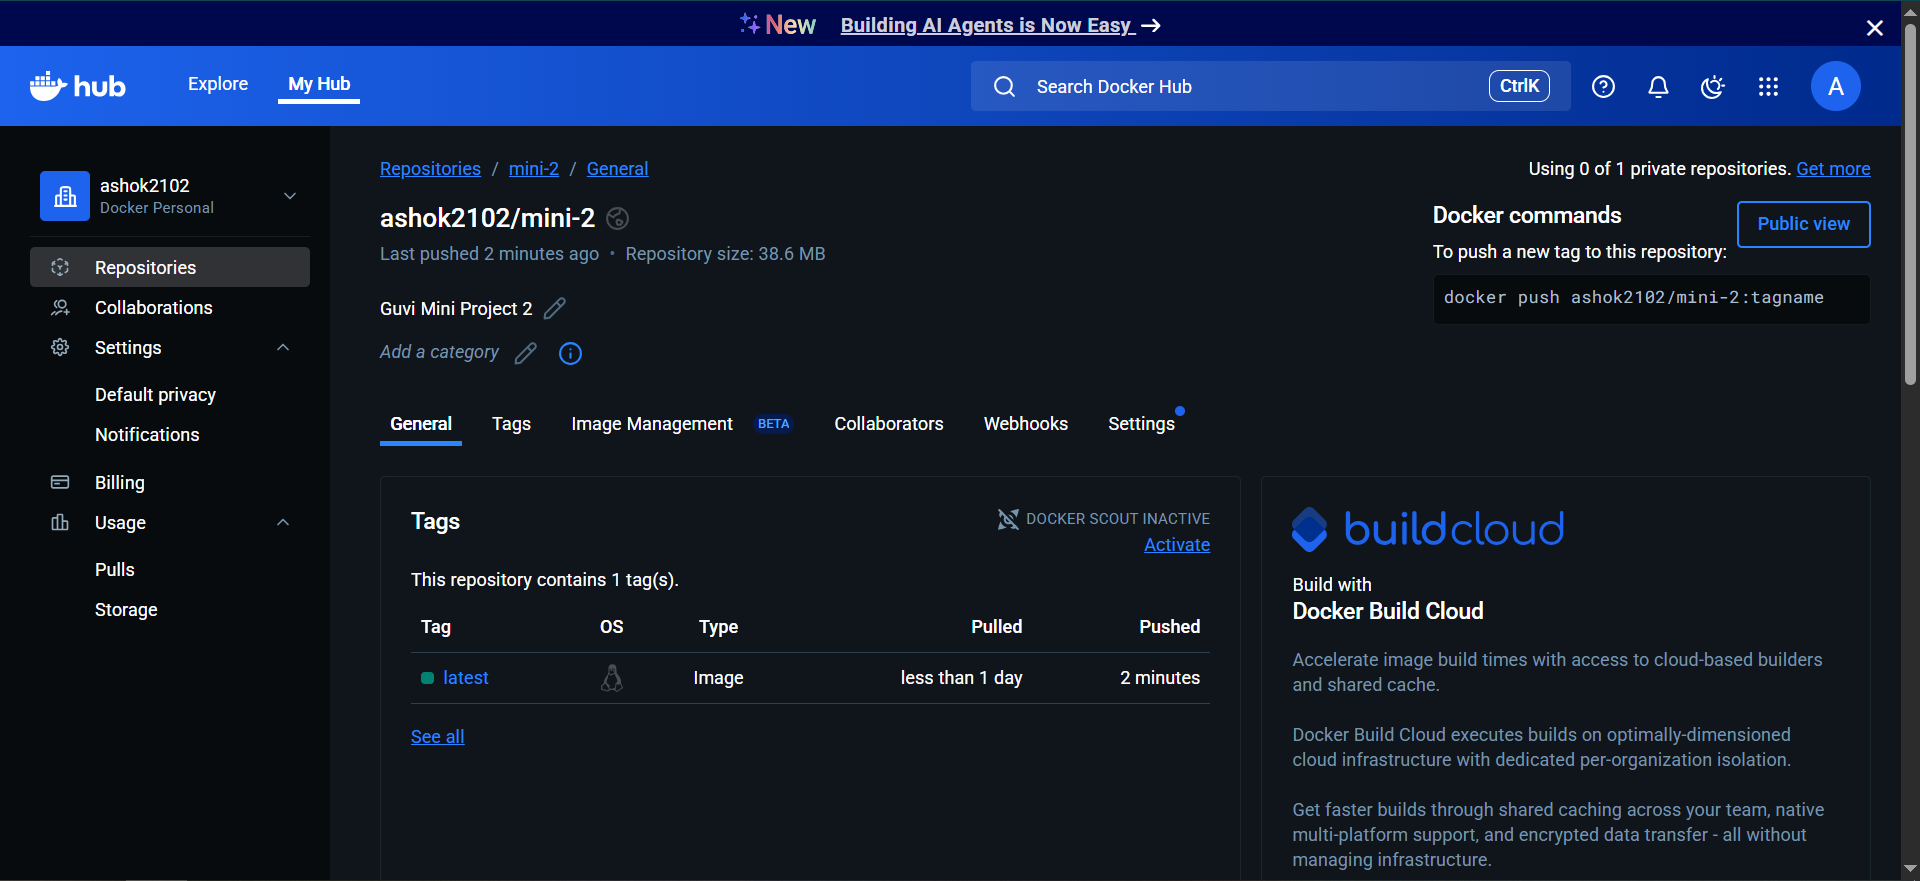 New Building AI Agents is Now Easy →
hub
Explore
My Hub
Search Docker Hub
CtrlK
A
ashok2102
Docker Personal
Repositories
Collaborations
Settings
Default privacy
Notifications
Billing
Usage
Pulls
Storage
Repositories / mini-2 / General
Using 0 of 1 private repositories. Get more
ashok2102/mini-2
Last pushed 2 minutes ago • Repository size: 38.6 MB
Guvi Mini Project 2
Add a category
Docker commands
Public view
To push a new tag to this repository:
docker push ashok2102/mini-2:tagname
General
Tags
Image Management BETA
Collaborators
Webhooks
Settings
Tags
DOCKER SCOUT INACTIVE
Activate
This repository contains 1 tag(s).
Tag OS Type Pulled Pushed
latest Image less than 1 day 2 minutes
See all
buildcloud
Build with
Docker Build Cloud
Accelerate image build times with access to cloud-based builders
and shared cache.
Docker Build Cloud executes builds on optimally-dimensioned
cloud infrastructure with dedicated per-organization isolation.
Get faster builds through shared caching across your team, native
multi-platform support, and encrypted data transfer - all without
managing infrastructure.